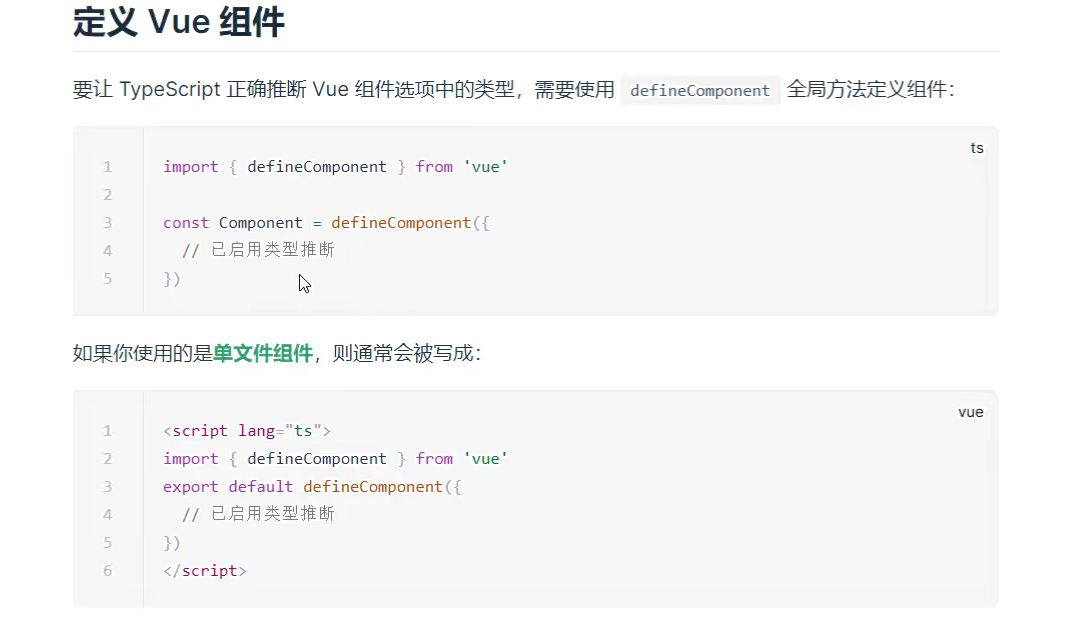 定义 Vue 组件
要让 TypeScript 正确推断 Vue 组件选项中的类型，需要使用 defineComponent 全局方法定义组件：
ts
1 import { defineComponent } from 'vue'
2
3 const Component = defineComponent({
4 // 已启用类型推断
5 })
如果你使用的是单文件组件，则通常会被写成：
vue
1 <script lang="ts">
2 import { defineComponent } from 'vue'
3 export default defineComponent({
4 // 已启用类型推断
5 })
6 </script>